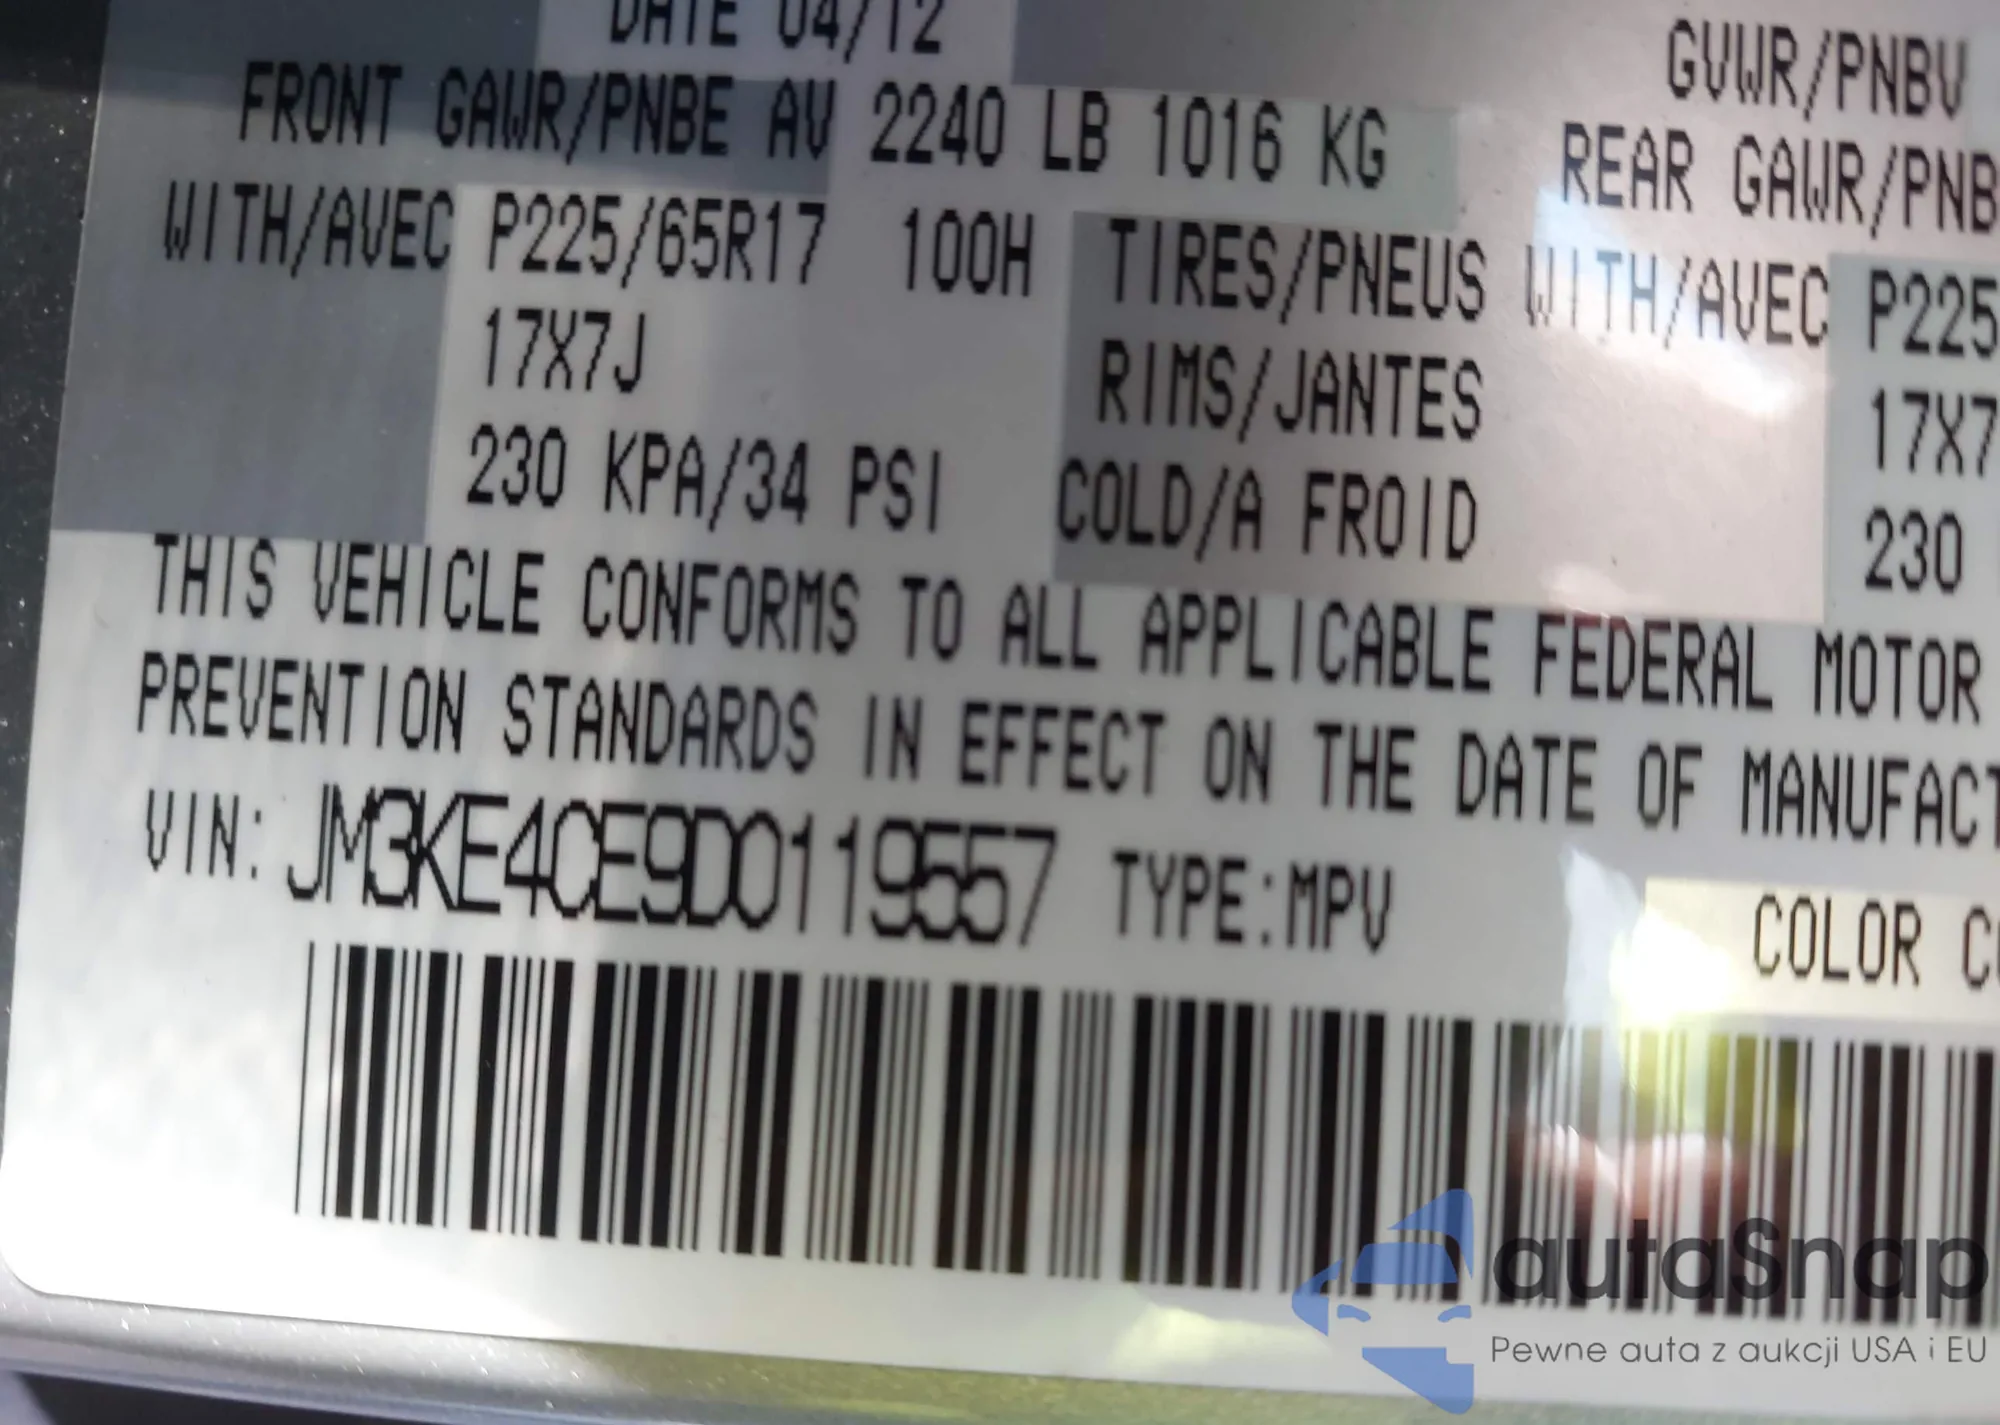 DATE 04/12
GVWR/PNBV
FRONT GAWR/PNBE AV 2240 LB 1016 KG
REAR GAWR/PNB
WITH/AVEC P225/65R17 100H TIRES/PNEUS WITH/AVEC P225
17X7J RIMS/JANTES 17X7
230 KPA/34 PSI COLD/A FROID 230
THIS VEHICLE CONFORMS TO ALL APPLICABLE FEDERAL MOTOR
PREVENTION STANDARDS IN EFFECT ON THE DATE OF MANUFACT
VIN: JM3KE4CE9D0119557 TYPE:MPV COLOR CO
autaSnap
Pewne auta z aukcji USA i EU